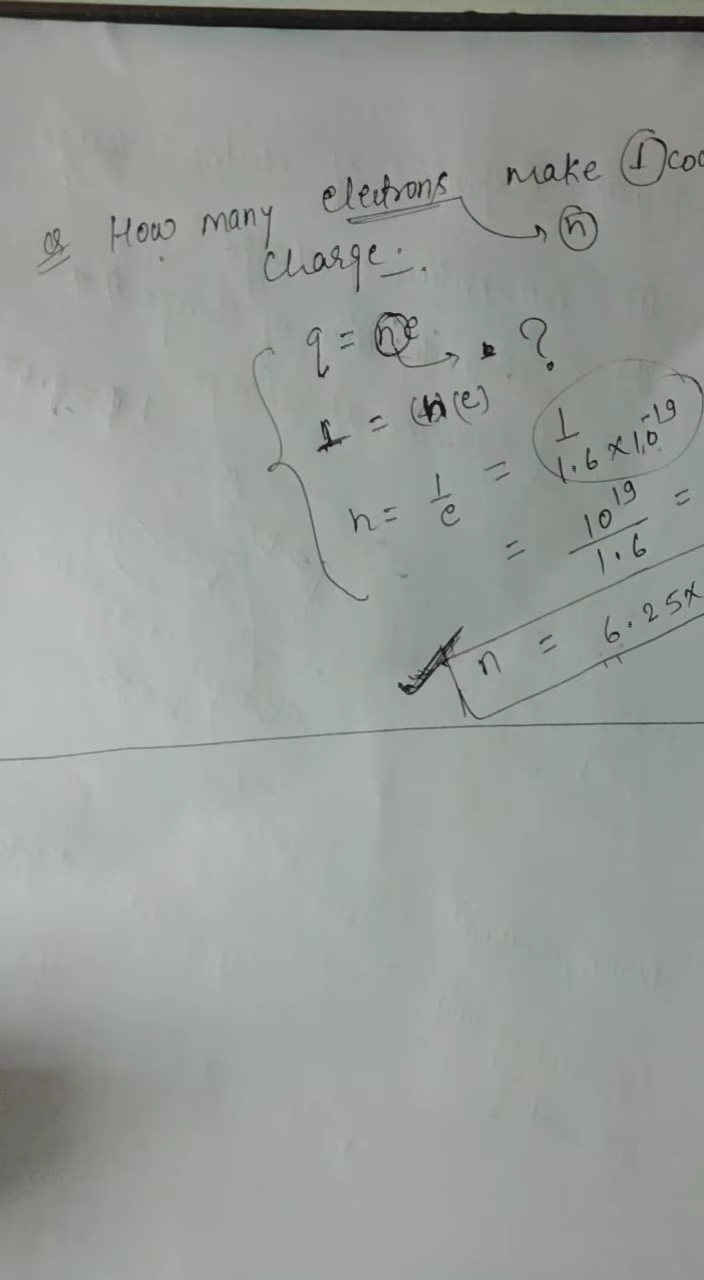 Q How many electrons make 1 cou
→ n
charge.
q = ne → ?
1 = (n)(e)
n = 1/e = 1/1.6×10^-19
= 10^19/1.6 =
n = 6.25×